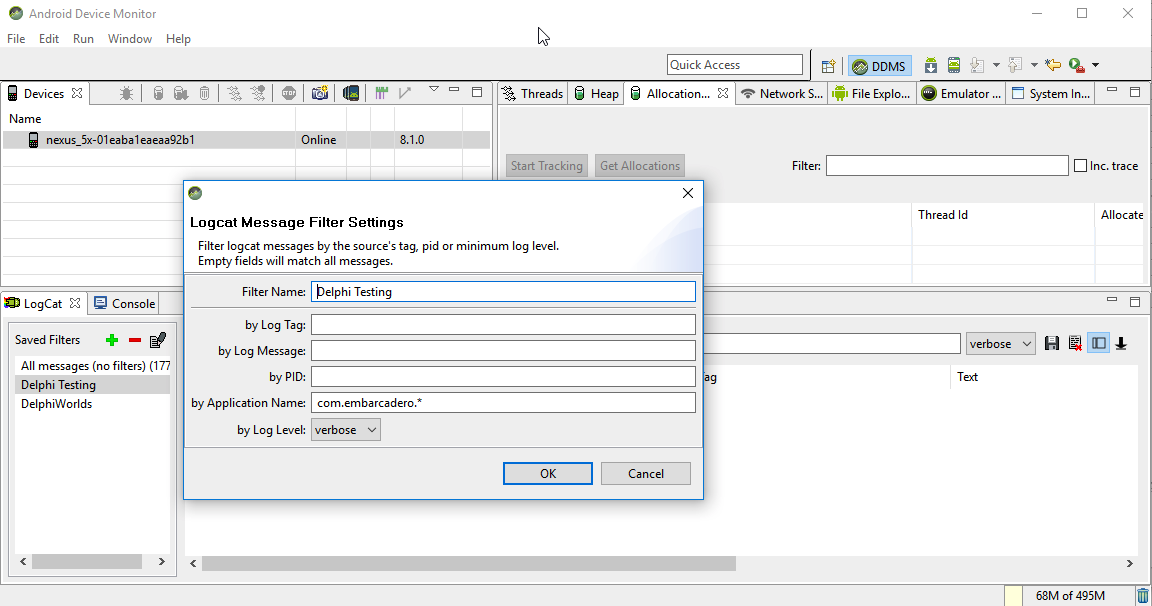 Android Device Monitor
File Edit Run Window Help
Quick Access
DDMS
Devices
Threads Heap Allocation... Network S... File Explo... Emulator ... System In...
Name
nexus_5x-01eaba1eaeaa92b1 Online 8.1.0
Start Tracking Get Allocations Filter: Inc. trace
Thread Id Allocate
Logcat Message Filter Settings
Filter logcat messages by the source's tag, pid or minimum log level.
Empty fields will match all messages.
Filter Name: Delphi Testing
by Log Tag:
by Log Message:
by PID:
by Application Name: com.embarcadero.*
by Log Level: verbose
OK Cancel
LogCat Console
Saved Filters
All messages (no filters) (177
Delphi Testing
DelphiWorlds
verbose
ag Text
68M of 495M